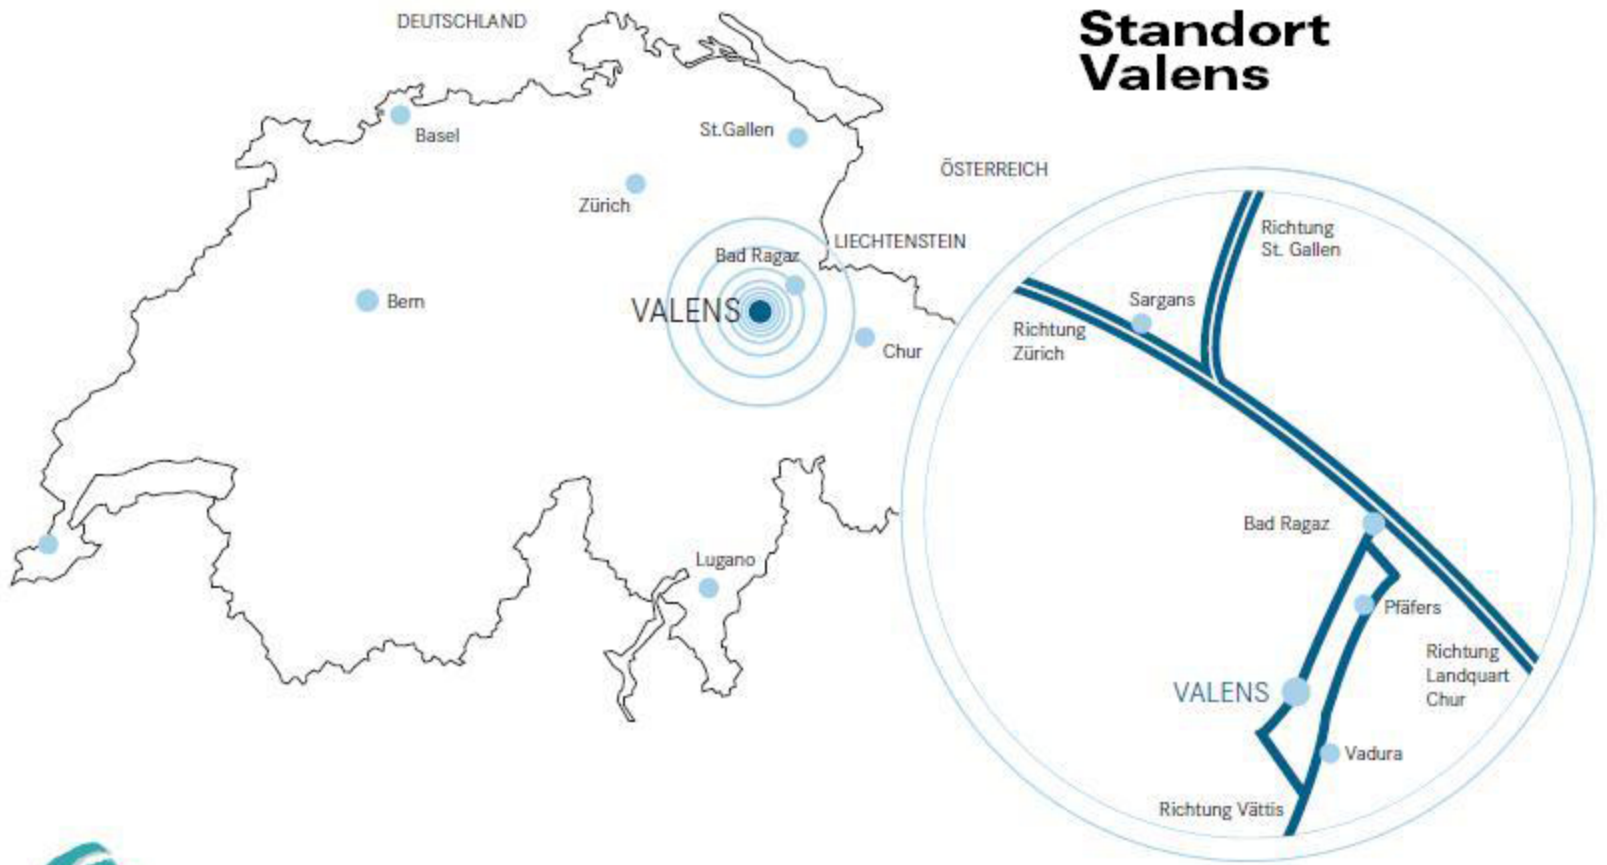 Standort
Valens
DEUTSCHLAND
Basel
St.Gallen
ÖSTERREICH
Zürich
LIECHTENSTEIN
Bad Ragaz
VALENS
Bern
Chur
Lugano
Richtung
St. Gallen
Sargans
Richtung
Zürich
Bad Ragaz
Pfäfers
Richtung
Landquart
Chur
VALENS
Vadura
Richtung Vättis